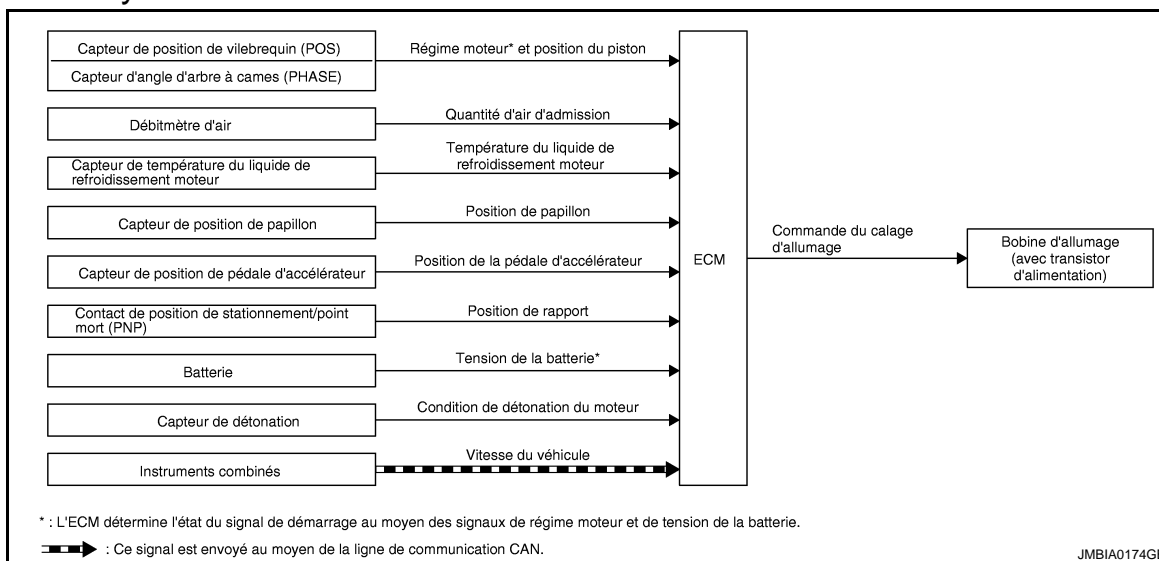 Capteur de position de vilebrequin (POS)
Régime moteur* et position du piston
Capteur d'angle d'arbre à cames (PHASE)
Débitmètre d'air
Quantité d'air d'admission
Capteur de température du liquide de
refroidissement moteur
Température du liquide de
refroidissement moteur
Capteur de position de papillon
Position de papillon
Capteur de position de pédale d'accélérateur
Position de la pédale d'accélérateur
Contact de position de stationnement/point
mort (PNP)
Position de rapport
Batterie
Tension de la batterie*
Capteur de détonation
Condition de détonation du moteur
Instruments combinés
Vitesse du véhicule
ECM
Commande du calage
d'allumage
Bobine d'allumage
(avec transistor
d'alimentation)
* : L'ECM détermine l'état du signal de démarrage au moyen des signaux de régime moteur et de tension de la batterie.
: Ce signal est envoyé au moyen de la ligne de communication CAN.